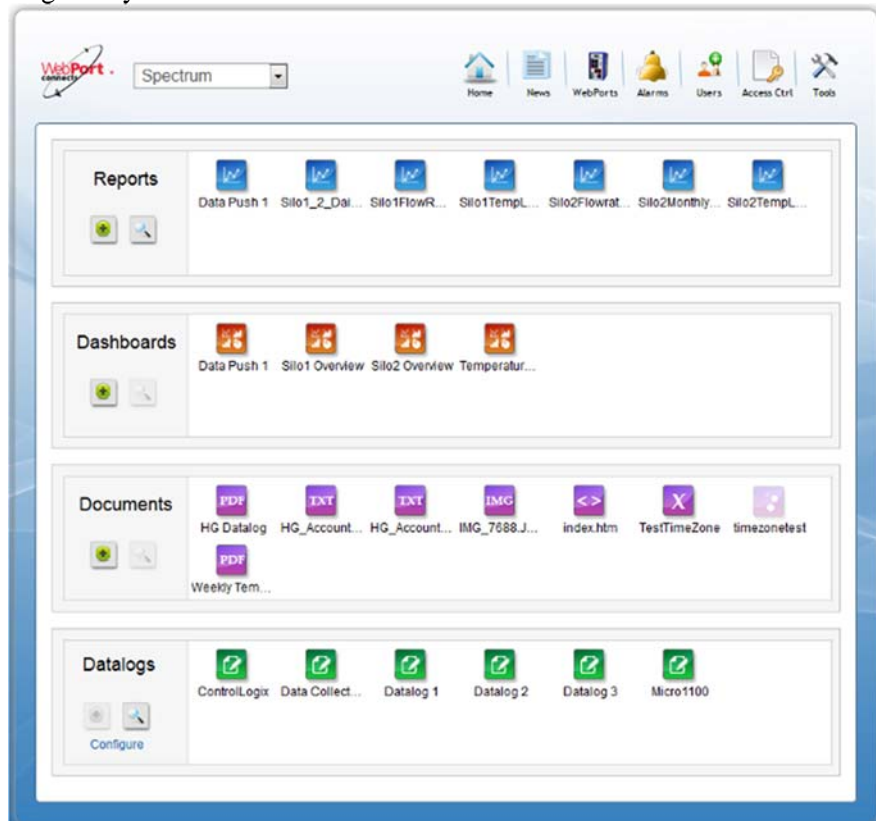 WebPort.
connects
Spectrum
Home News WebPorts Alarms Users Access Ctrl Tools
Reports
Data Push 1 Silo1_2_Dai... Silo1FlowR... Silo1TempL... Silo2Flowrat... Silo2Monthly... Silo2TempL...
Dashboards
Data Push 1 Silo1 Overview Silo2 Overview Temperatur...
Documents
PDF TXT TXT IMG <> X
HG Datalog HG_Account... HG_Account... IMG_7688.J... index.htm TestTimeZone timezonetest
PDF
Weekly Tem...
Datalogs
ControlLogix Data Collect... Datalog 1 Datalog 2 Datalog 3 Micro1100
Configure